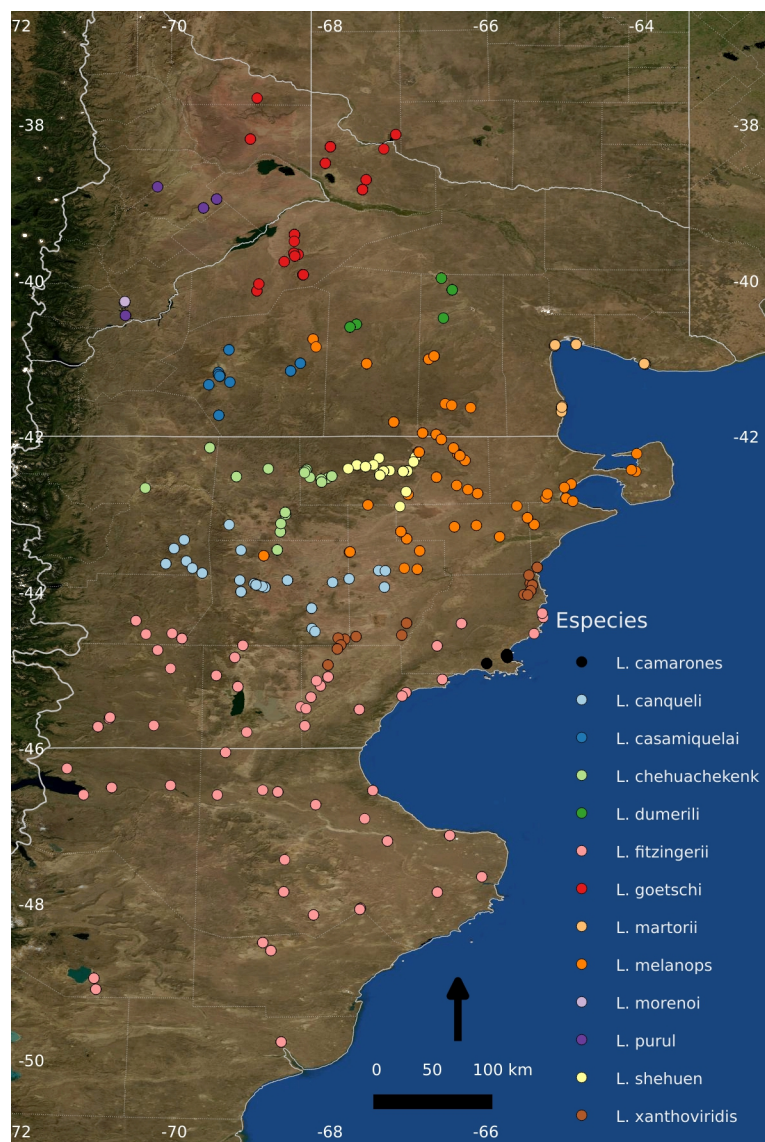 72 -70 -68 -66 -64
-38 -38
-40 -40
-42 -42
-44
Especies
L. camarones
L. canqueli
L. casamiquelai
-46
L. chehuachekenk
L. dumerili
L. fitzingerii
L. goetschi
-48
L. martorii
L. melanops
L. morenoi
L. purul
-50
0 50 100 km
L. shehuen
L. xanthoviridis
72 -70 -68 -66